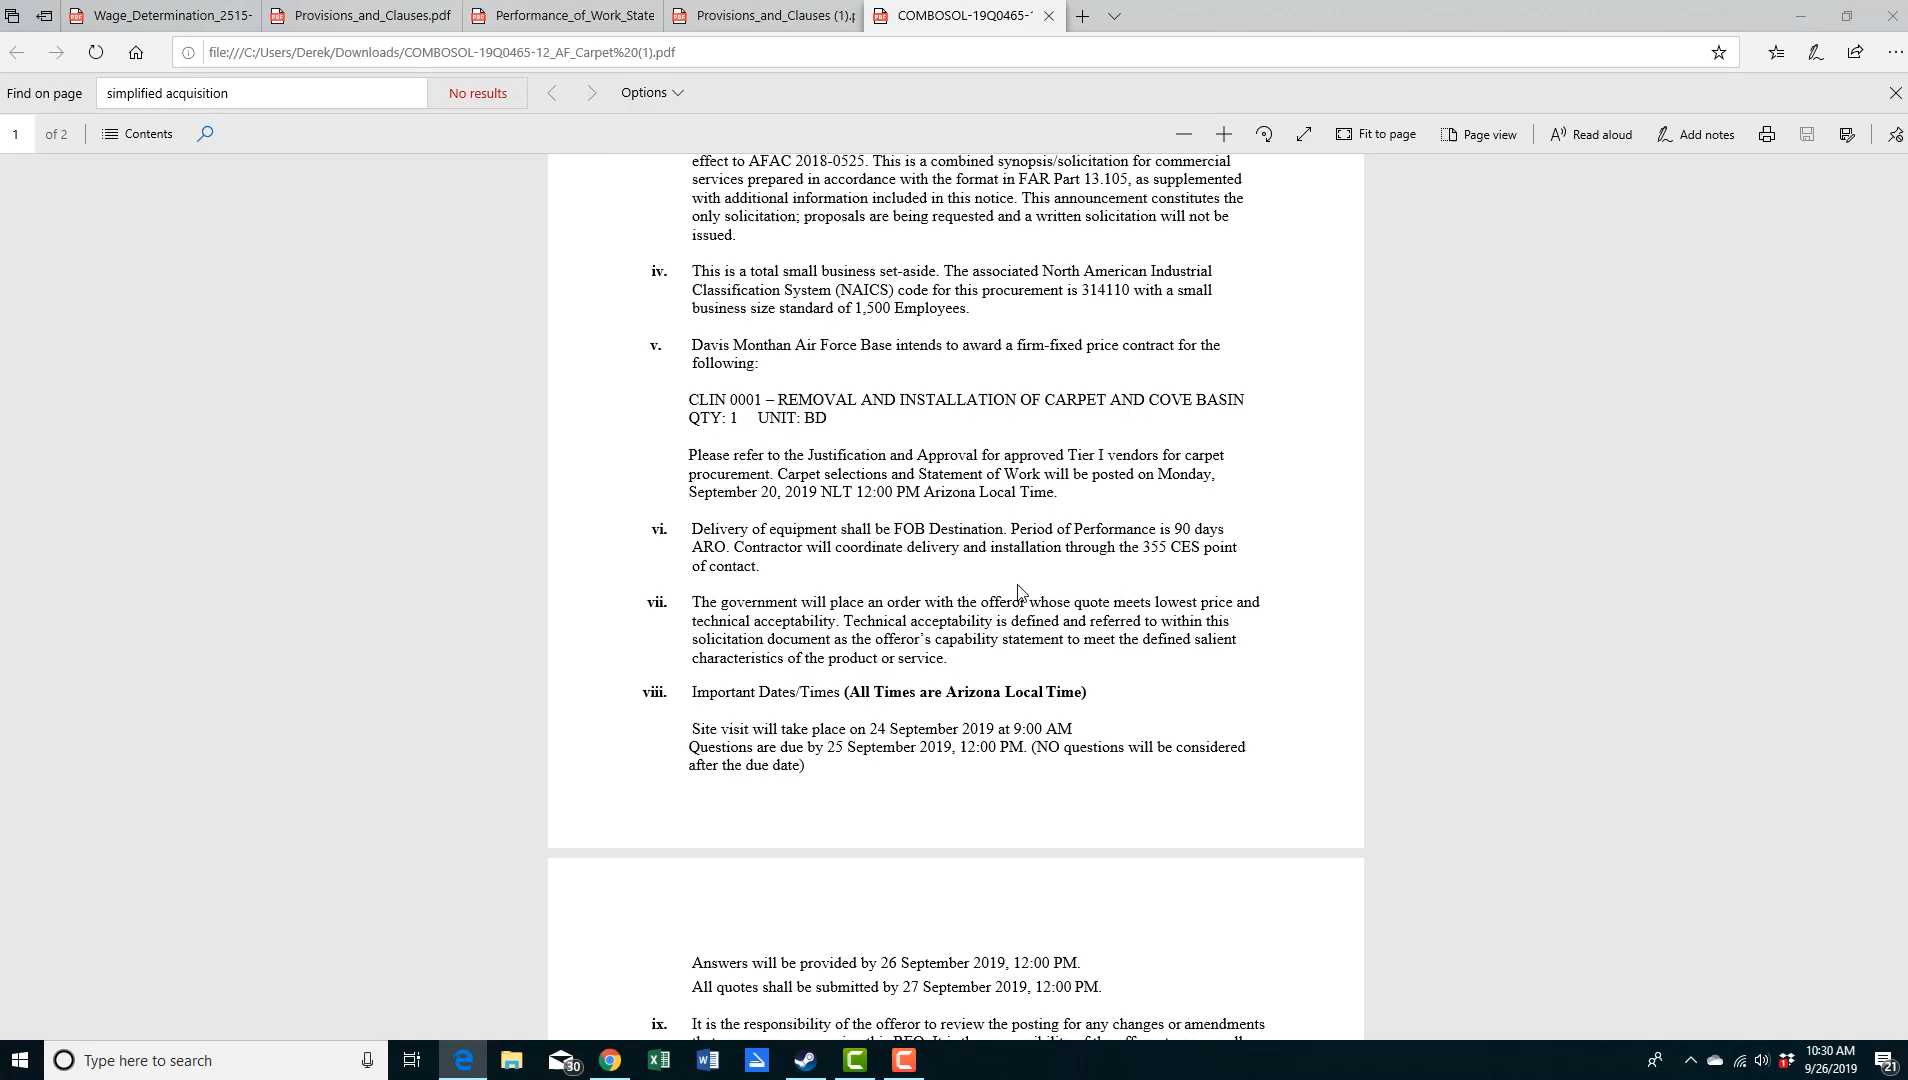 Wage_Determination_2515-
Provisions_and_Clauses.pdf
Performance_of_Work_State
Provisions_and_Clauses (1).p
COMBOSOL-19Q0465-1
file:///C:/Users/Derek/Downloads/COMBOSOL-19Q0465-12_AF_Carpet%20(1).pdf
Find on page
simplified acquisition
No results
Options
1 of 2
Contents
Fit to page
Page view
Read aloud
Add notes
effect to AFAC 2018-0525. This is a combined synopsis/solicitation for commercial
services prepared in accordance with the format in FAR Part 13.105, as supplemented
with additional information included in this notice. This announcement constitutes the
only solicitation; proposals are being requested and a written solicitation will not be
issued.
iv. This is a total small business set-aside. The associated North American Industrial
Classification System (NAICS) code for this procurement is 314110 with a small
business size standard of 1,500 Employees.
v. Davis Monthan Air Force Base intends to award a firm-fixed price contract for the
following:
CLIN 0001 – REMOVAL AND INSTALLATION OF CARPET AND COVE BASIN
QTY: 1 UNIT: BD
Please refer to the Justification and Approval for approved Tier I vendors for carpet
procurement. Carpet selections and Statement of Work will be posted on Monday,
September 20, 2019 NLT 12:00 PM Arizona Local Time.
vi. Delivery of equipment shall be FOB Destination. Period of Performance is 90 days
ARO. Contractor will coordinate delivery and installation through the 355 CES point
of contact.
vii. The government will place an order with the offeror whose quote meets lowest price and
technical acceptability. Technical acceptability is defined and referred to within this
solicitation document as the offeror's capability statement to meet the defined salient
characteristics of the product or service.
viii. Important Dates/Times (All Times are Arizona Local Time)
Site visit will take place on 24 September 2019 at 9:00 AM
Questions are due by 25 September 2019, 12:00 PM. (NO questions will be considered
after the due date)
Answers will be provided by 26 September 2019, 12:00 PM.
All quotes shall be submitted by 27 September 2019, 12:00 PM.
ix. It is the responsibility of the offeror to review the posting for any changes or amendments
Type here to search
30
10:30 AM
9/26/2019
21